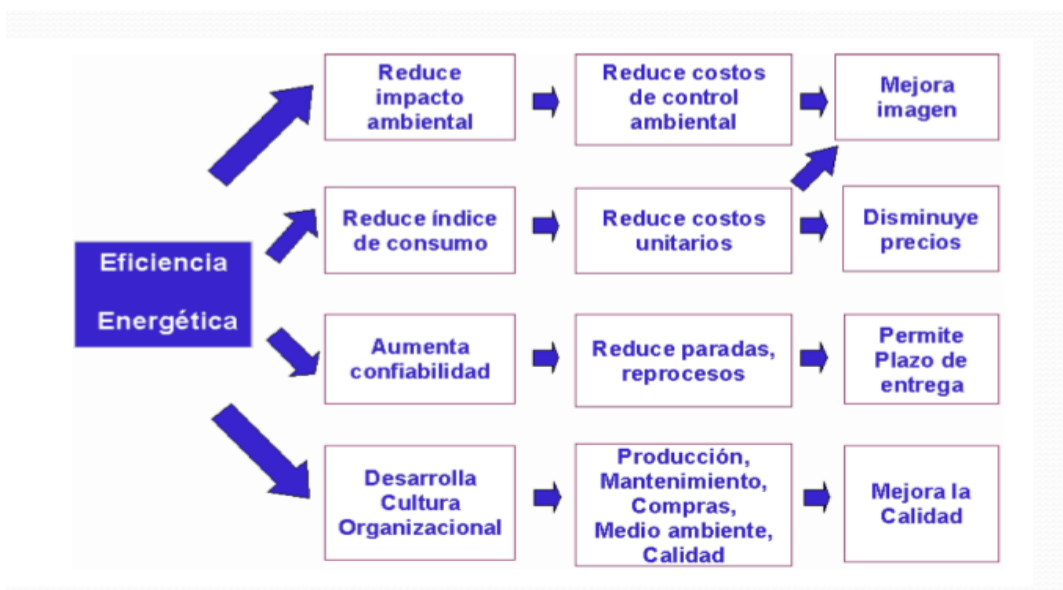 Reduce
impacto
ambiental
Reduce costos
de control
ambiental
Mejora
imagen
Eficiencia
Energética
Reduce índice
de consumo
Reduce costos
unitarios
Disminuye
precios
Aumenta
confiabilidad
Reduce paradas,
reprocesos
Permite
Plazo de
entrega
Desarrolla
Cultura
Organizacional
Producción,
Mantenimiento,
Compras,
Medio ambiente,
Calidad
Mejora la
Calidad